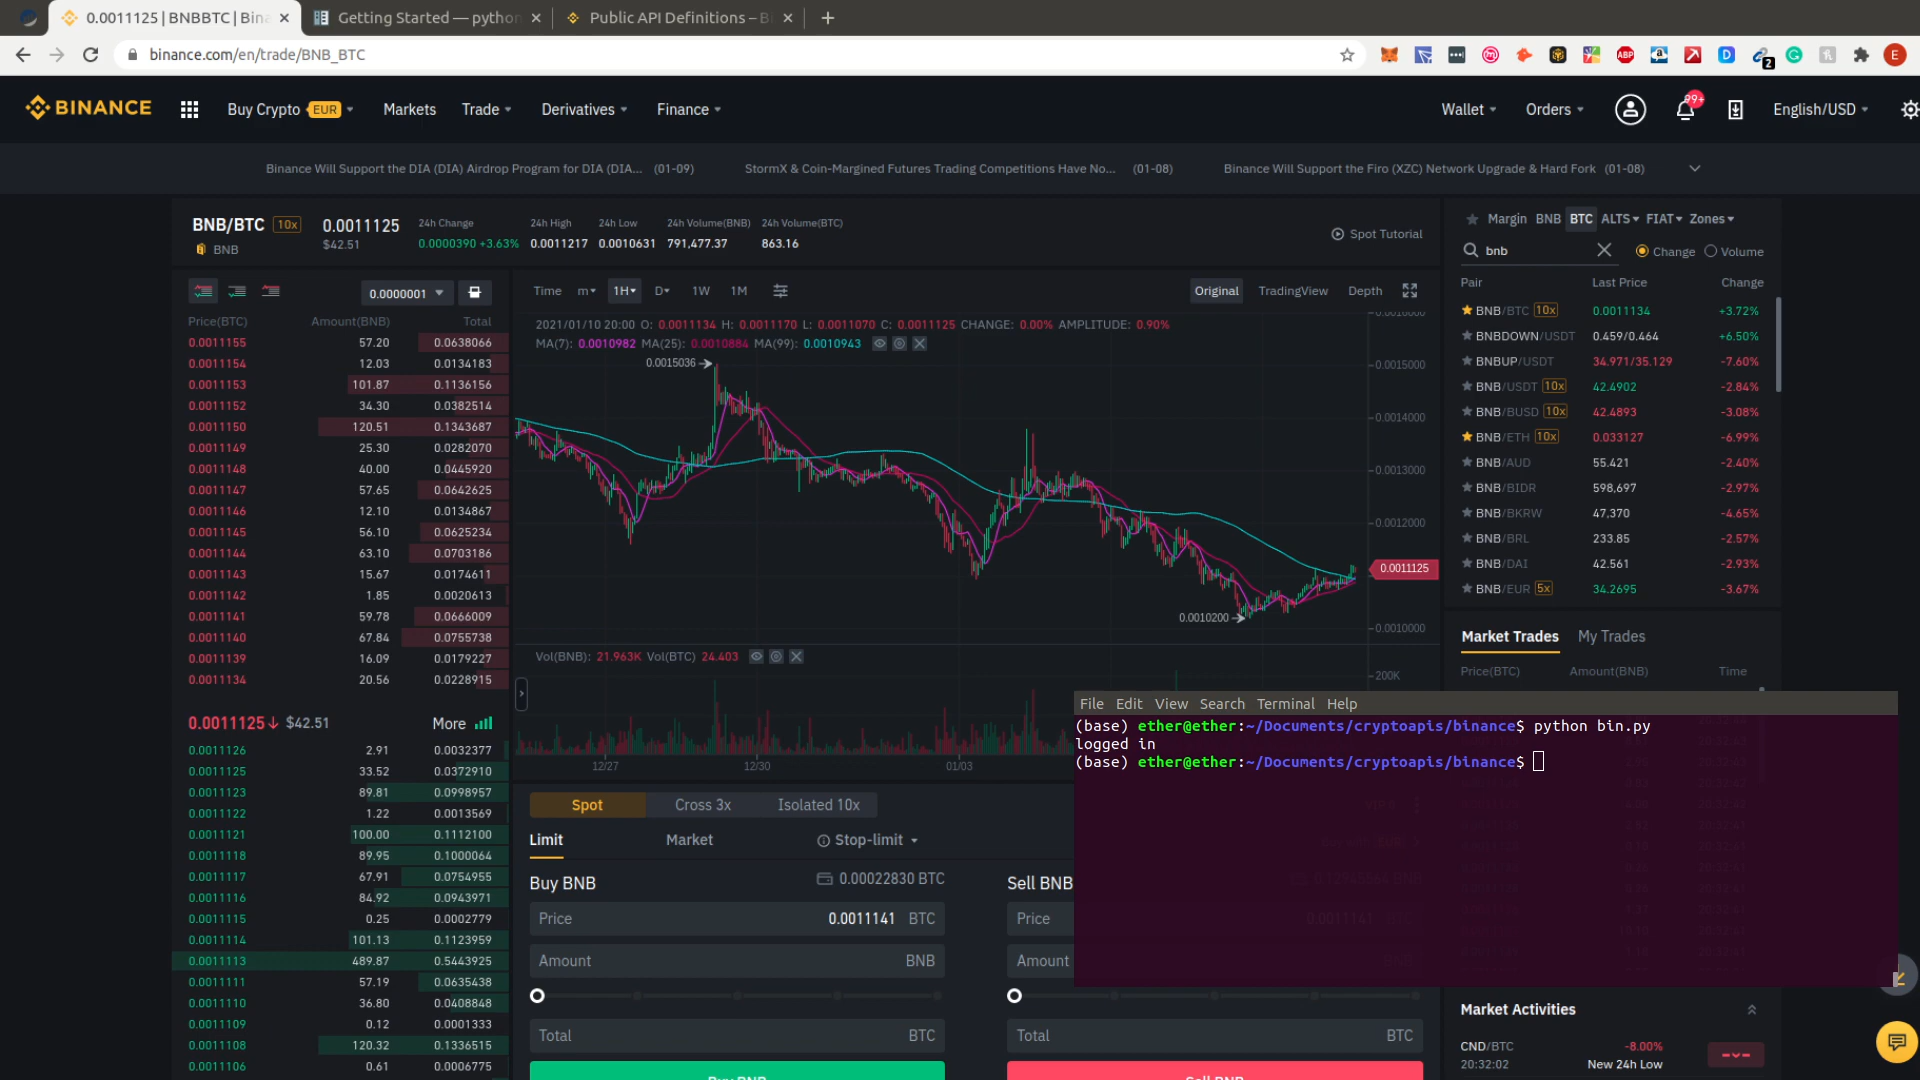 0.0011125 | BNBBTC | Bina
Getting Started — python
Public API Definitions – B
binance.com/en/trade/BNB_BTC
ABP
2
E
BINANCE
Buy Crypto EUR
Markets
Trade
Derivatives
Finance
Wallet
Orders
99+
English/USD
Binance Will Support the DIA (DIA) Airdrop Program for DIA (DIA... (01-09)
StormX & Coin-Margined Futures Trading Competitions Have No... (01-08)
Binance Will Support the Firo (XZC) Network Upgrade & Hard Fork (01-08)
BNB/BTC 10x
BNB
0.0011125
$42.51
24h Change
0.0000390 +3.63%
24h High
0.0011217
24h Low
0.0010631
24h Volume(BNB)
791,477.37
24h Volume(BTC)
863.16
Spot Tutorial
0.0000001
Price(BTC) Amount(BNB) Total
0.0011155 57.20 0.0638066
0.0011154 12.03 0.0134183
0.0011153 101.87 0.1136156
0.0011152 34.30 0.0382514
0.0011150 120.51 0.1343687
0.0011149 25.30 0.0282070
0.0011148 40.00 0.0445920
0.0011147 57.65 0.0642625
0.0011146 12.10 0.0134867
0.0011145 56.10 0.0625234
0.0011144 63.10 0.0703186
0.0011143 15.67 0.0174611
0.0011142 1.85 0.0020613
0.0011141 59.78 0.0666009
0.0011140 67.84 0.0755738
0.0011139 16.09 0.0179227
0.0011134 20.56 0.0228915
0.0011125↓ $42.51 More
0.0011126 2.91 0.0032377
0.0011125 33.52 0.0372910
0.0011123 89.81 0.0998957
0.0011122 1.22 0.0013569
0.0011121 100.00 0.1112100
0.0011118 89.95 0.1000064
0.0011117 67.91 0.0754955
0.0011116 84.92 0.0943971
0.0011115 0.25 0.0002779
0.0011114 101.13 0.1123959
0.0011113 489.87 0.5443925
0.0011111 57.19 0.0635438
0.0011110 36.80 0.0408848
0.0011109 0.12 0.0001333
0.0011108 120.32 0.1336515
0.0011106 0.61 0.0006775
Time m 1H D 1W 1M
Original TradingView Depth
2021/01/10 20:00 O: 0.0011134 H: 0.0011170 L: 0.0011070 C: 0.0011125 CHANGE: 0.00% AMPLITUDE: 0.90%
MA(7): 0.0010982 MA(25): 0.0010884 MA(99): 0.0010943
0.0015036
0.0010200
0.0016000
0.0015000
0.0014000
0.0013000
0.0012000
0.0011125
0.0010000
Vol(BNB): 21.963K Vol(BTC) 24.403
200K
12/27 12/30 01/03
Spot Cross 3x Isolated 10x
Limit Market Stop-limit
Buy BNB 0.00022830 BTC
Price 0.0011141 BTC
Amount BNB
Total BTC
Buy BNB
Sell BNB
Price
Amount
Total BTC
Sell BNB
Margin BNB BTC ALTS FIAT Zones
bnb
Change Volume
Pair Last Price Change
BNB/BTC 10x 0.0011134 +3.72%
BNBDOWN/USDT 0.459/0.464 +6.50%
BNBUP/USDT 34.971/35.129 -7.60%
BNB/USDT 10x 42.4902 -2.84%
BNB/BUSD 10x 42.4893 -3.08%
BNB/ETH 10x 0.033127 -6.99%
BNB/AUD 55.421 -2.40%
BNB/BIDR 598,697 -2.97%
BNB/BKRW 47,370 -4.65%
BNB/BRL 233.85 -2.57%
BNB/DAI 42.561 -2.93%
BNB/EUR 5x 34.2695 -3.67%
Market Trades My Trades
Price(BTC) Amount(BNB) Time
File Edit View Search Terminal Help
(base) ether@ether:~/Documents/cryptoapis/binance$ python bin.py
logged in
(base) ether@ether:~/Documents/cryptoapis/binance$
Market Activities
CND/BTC -8.00%
20:32:02 New 24h Low